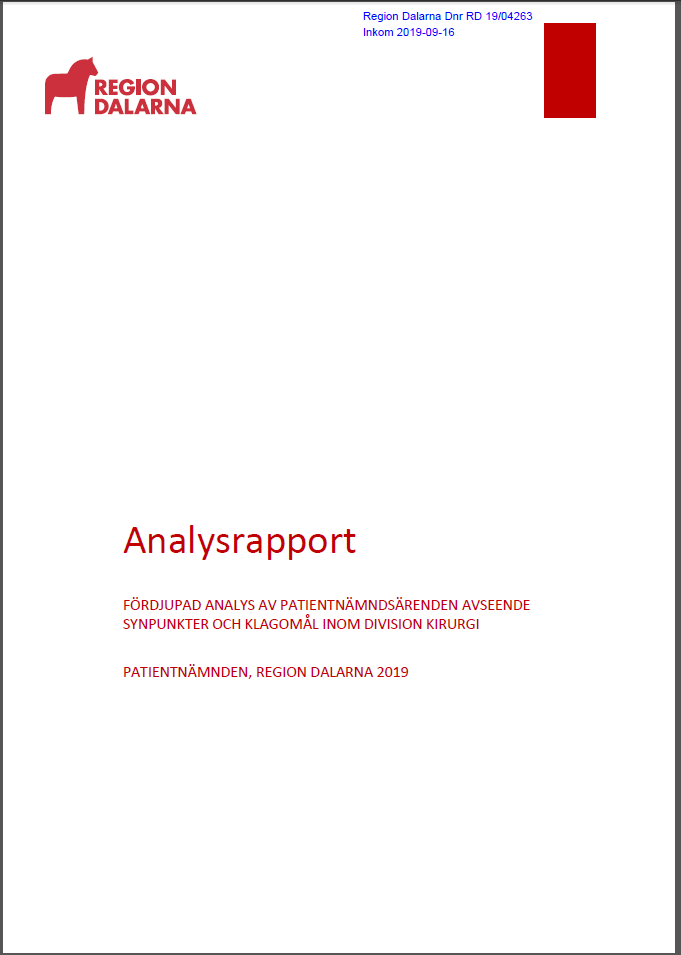 Region Dalarna Dnr RD 19/04263
Inkom 2019-09-16
REGION
DALARNA
Analysrapport
FÖRDJUPAD ANALYS AV PATIENTNÄMNDSÄRENDEN AVSEENDE
SYNPUNKTER OCH KLAGOMÅL INOM DIVISION KIRURGI
PATIENTNÄMNDEN, REGION DALARNA 2019